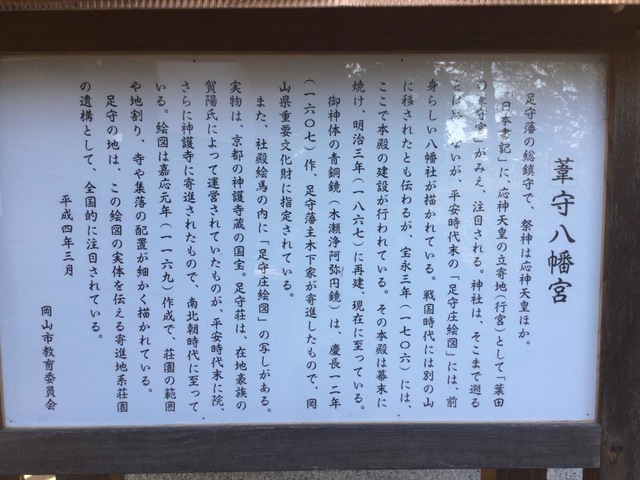 葦守八幡宮
足守藩の総鎮守で、祭神は応神天皇ほか。
『日本書記』に、応神天皇の立寄地(行宮)として「葉田
の葦守宮」がみえ、注目される。神社は、そこまで遡る
とは思えないが、平安時代末の「足守庄絵図」には、前
身らしい八幡社が描かれている。戦国時代には別の山
に移されたとも伝わるが、宝永三年(一七〇六)には、
ここで本殿の建設が行われている。その本殿は幕末に
焼け、明治三年(一八六七)に再建、現在に至っている。
御神体の青銅鏡(木瀬浄阿弥円鏡)は、慶長一二年
(一六〇七)作、足守藩主木下家が寄進したもので、岡
山県重要文化財に指定されている。
また、社殿絵馬の内に「足守庄絵図」の写しがある。
実物は、京都の神護寺蔵の国宝。足守荘は、在地豪族の
賀陽氏によって運営されていたものが、平安時代末に院、
さらに神護寺に寄進されたもので、南北朝時代に至って
いる。絵図は嘉応元年(一一六九)作成で、荘園の範囲
や地割り、寺や集落の配置が細かく描かれている。
足守の地は、この絵図の実体を伝える寄進地系荘園
の遺構として、全国的に注目されている。
平成四年三月
岡山市教育委員会